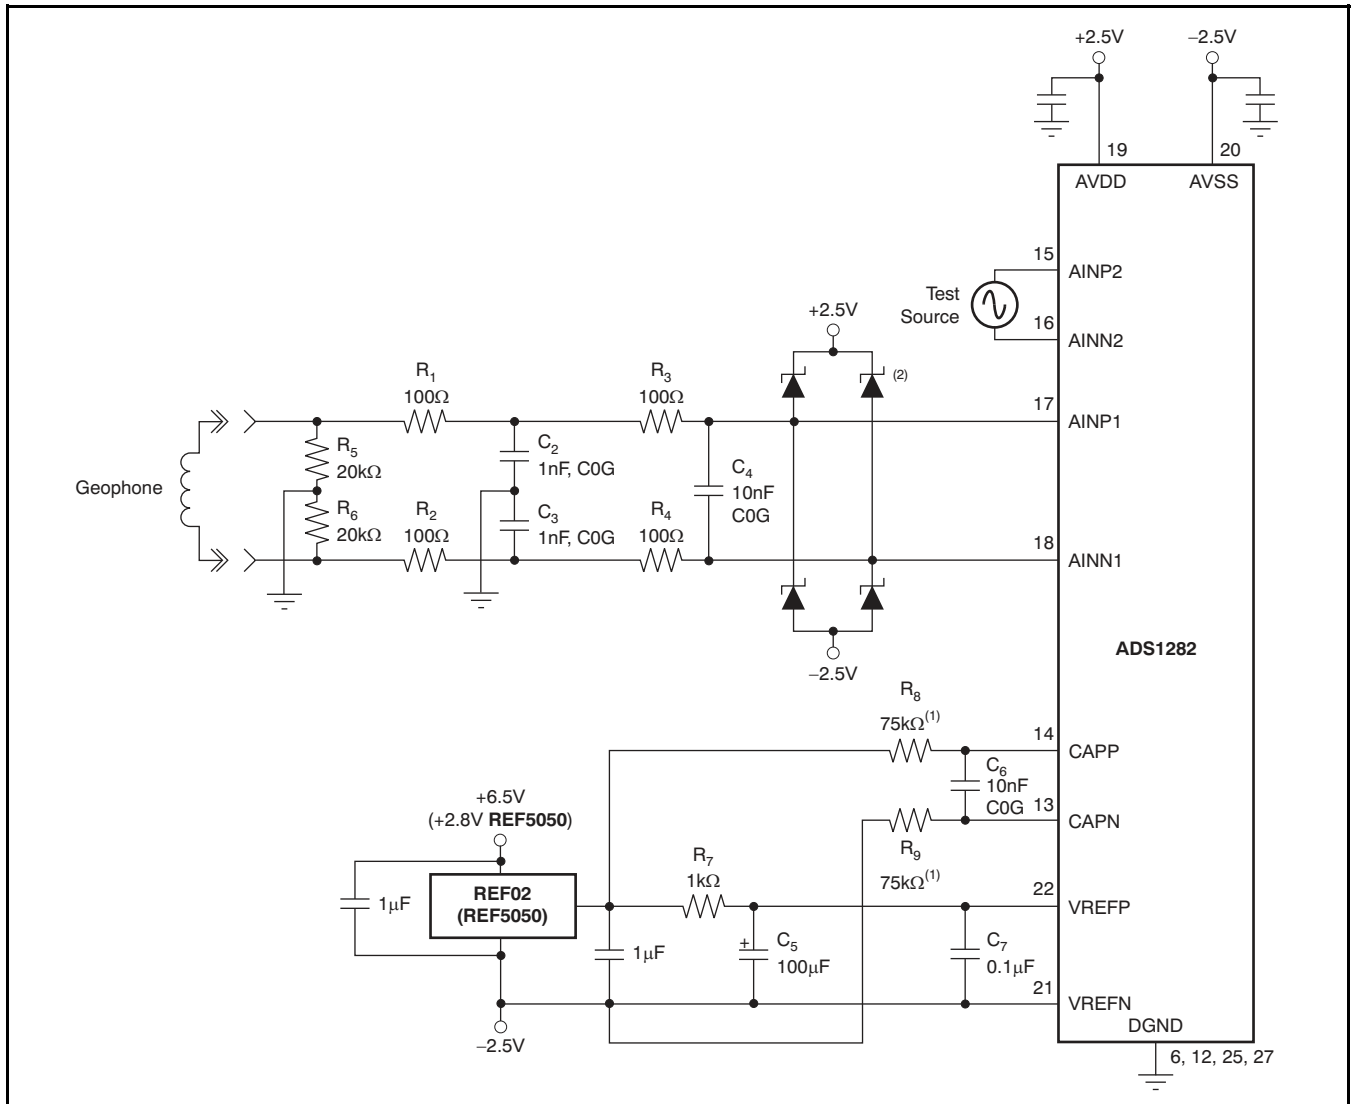 +2.5V
−2.5V
19
20
AVDD
AVSS
15
AINP2
Test
Source
16
AINN2
+2.5V
(2)
R1
100Ω
R3
100Ω
17
AINP1
R5
20kΩ
C2
1nF, C0G
C4
10nF
C0G
Geophone
R6
20kΩ
R2
100Ω
C3
1nF, C0G
R4
100Ω
18
AINN1
−2.5V
ADS1282
R8
75kΩ(1)
14
CAPP
C6
10nF
C0G
13
CAPN
R9
75kΩ(1)
+6.5V
(+2.8V REF5050)
R7
1kΩ
REF02
(REF5050)
1µF
22
VREFP
1µF
+
C5
100µF
C7
0.1µF
21
VREFN
−2.5V
DGND
6, 12, 25, 27